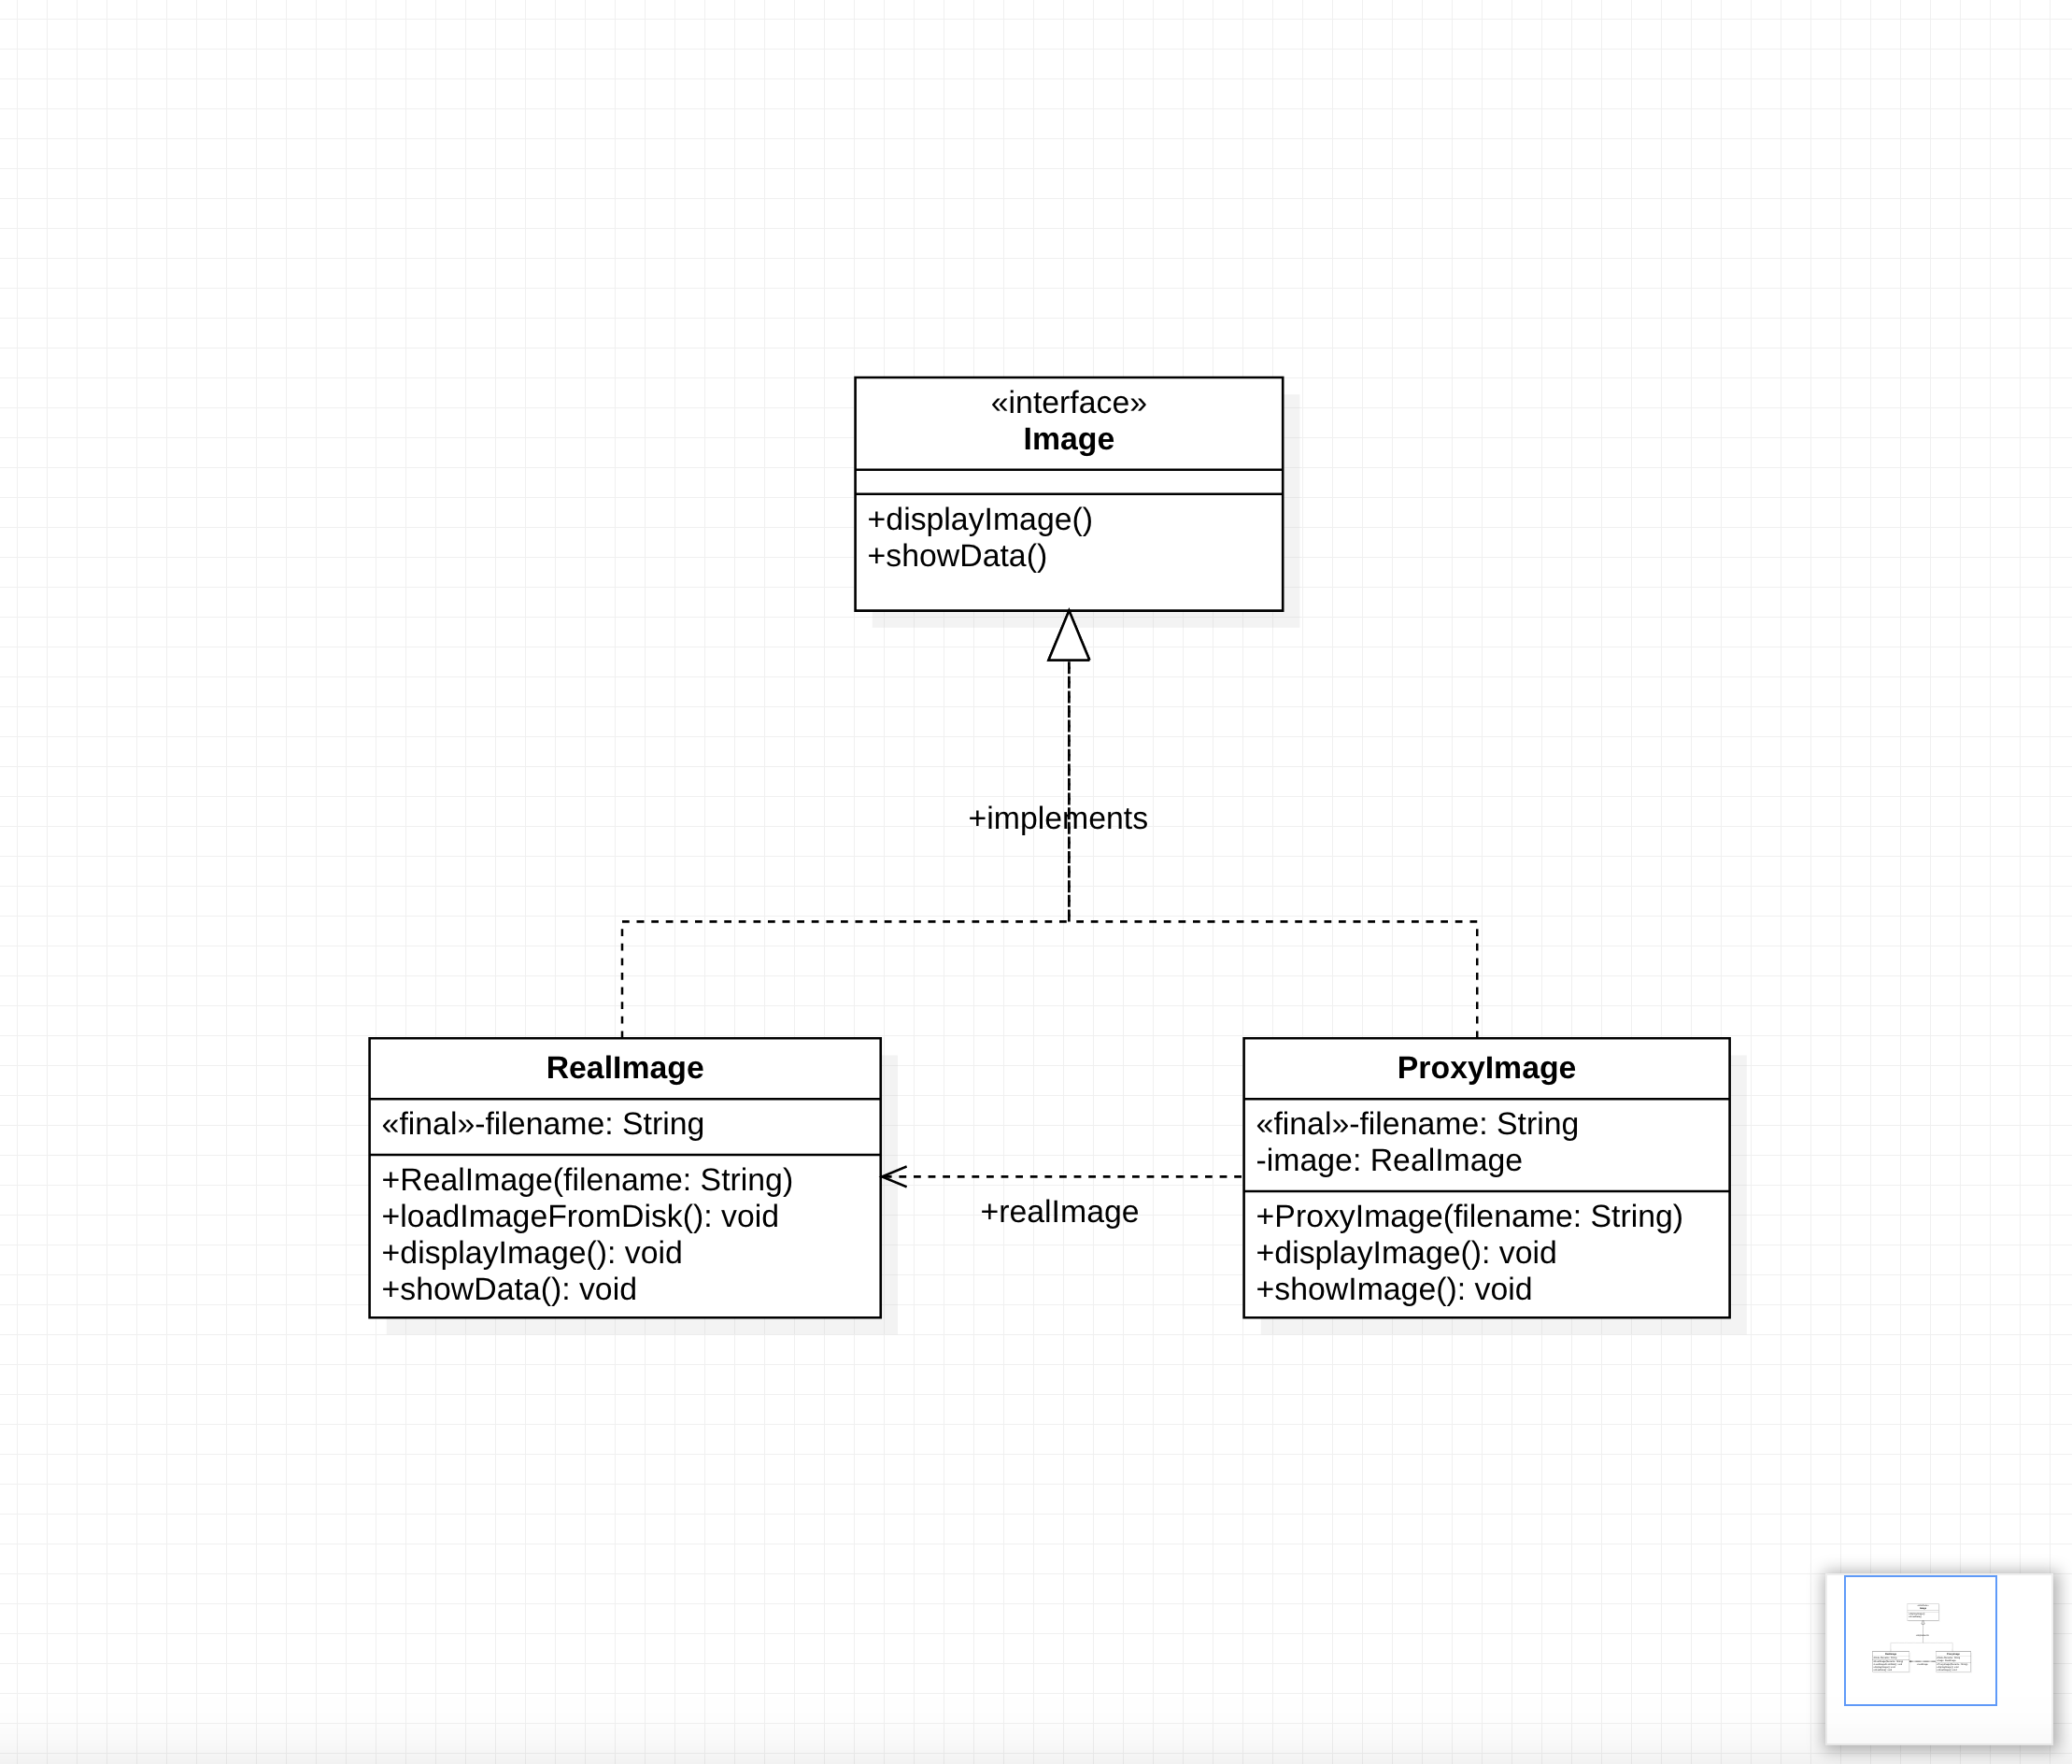 «interface»
Image
+displayImage()
+showData()
+implements
RealImage
«final»-filename: String
+RealImage(filename: String)
+loadImageFromDisk(): void
+displayImage(): void
+showData(): void
+realImage
ProxyImage
«final»-filename: String
-image: RealImage
+ProxyImage(filename: String)
+displayImage(): void
+showImage(): void